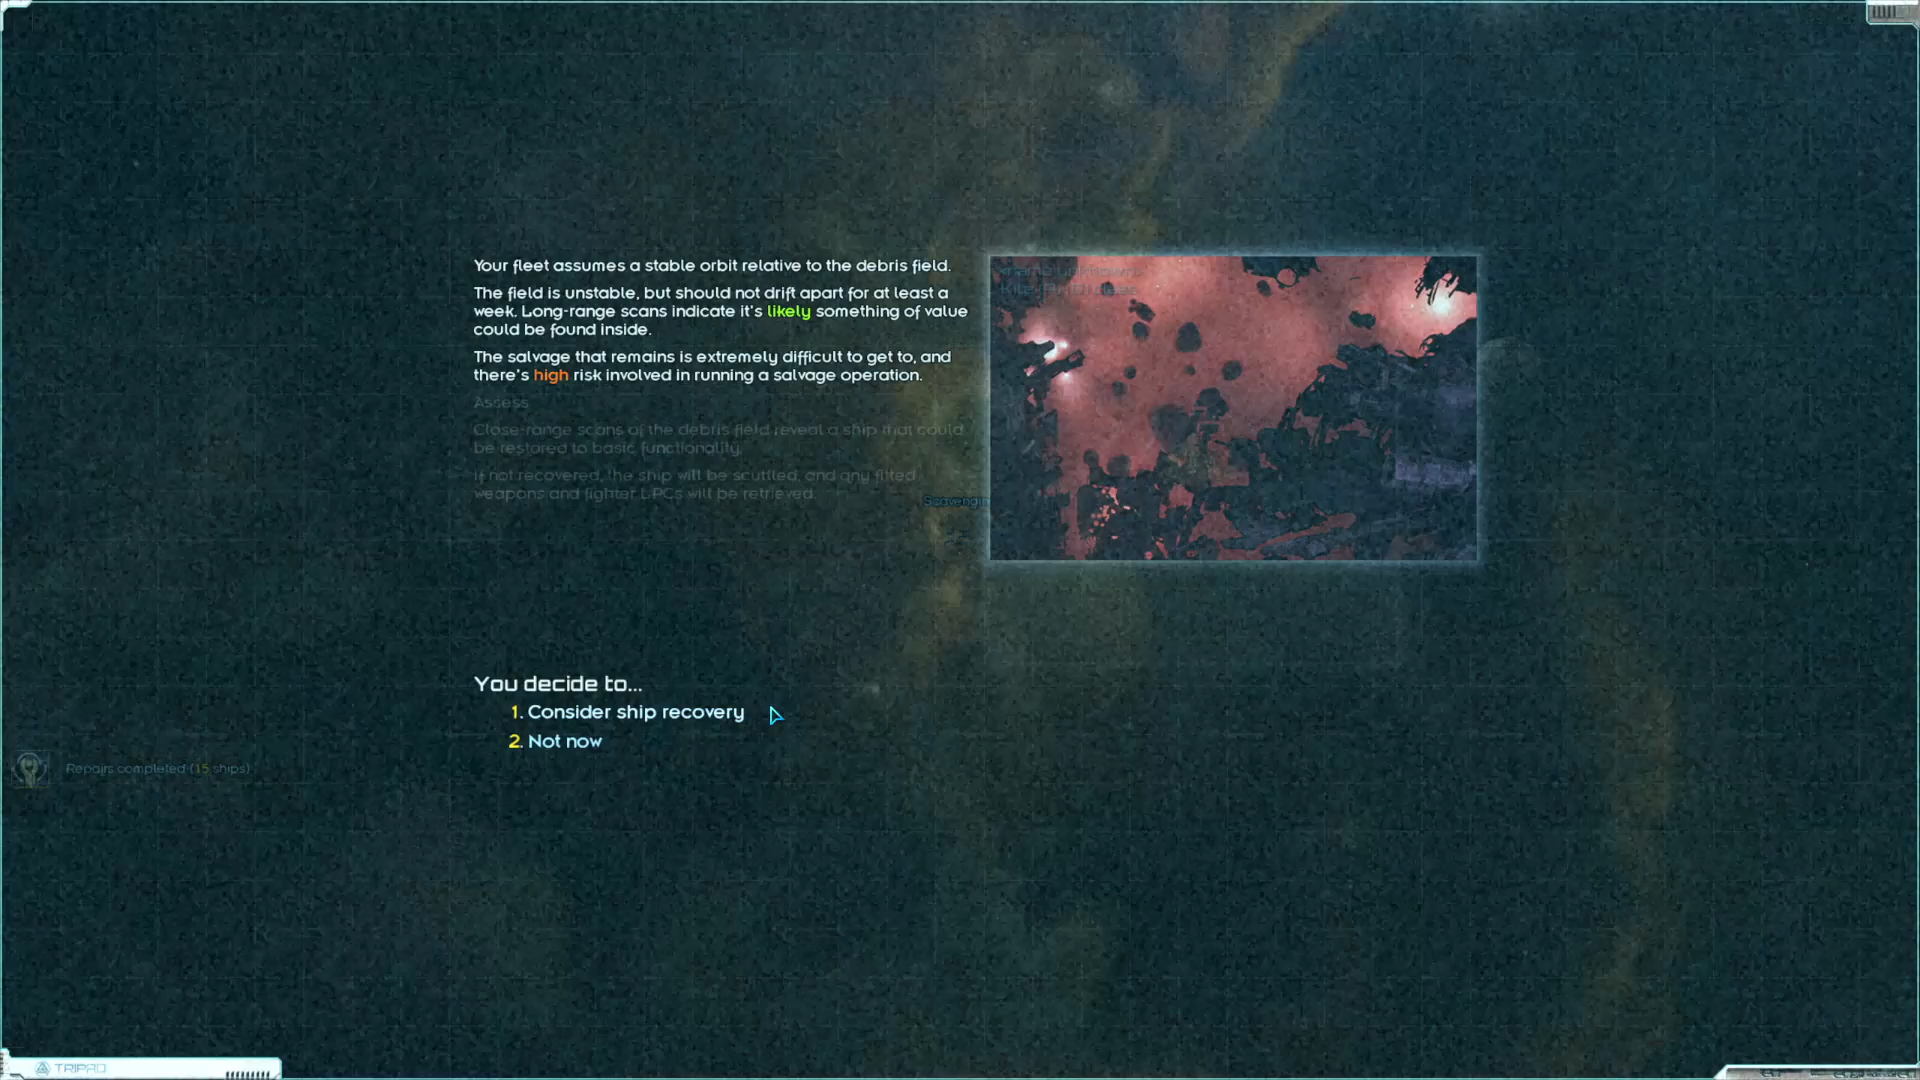 Your fleet assumes a stable orbit relative to the debris field.
The field is unstable, but should not drift apart for at least a
week. Long-range scans indicate it's likely something of value
could be found inside.
The salvage that remains is extremely difficult to get to, and
there's high risk involved in running a salvage operation.
Assess
Close-range scans of the debris field reveal a ship that could
be restored to basic functionality.
If not recovered, the ship will be scuttled, and any fitted
weapons and fighter LPCs will be retrieved.
You decide to...
1. Consider ship recovery
2. Not now
Repairs completed (15 ships)
TRIPAD